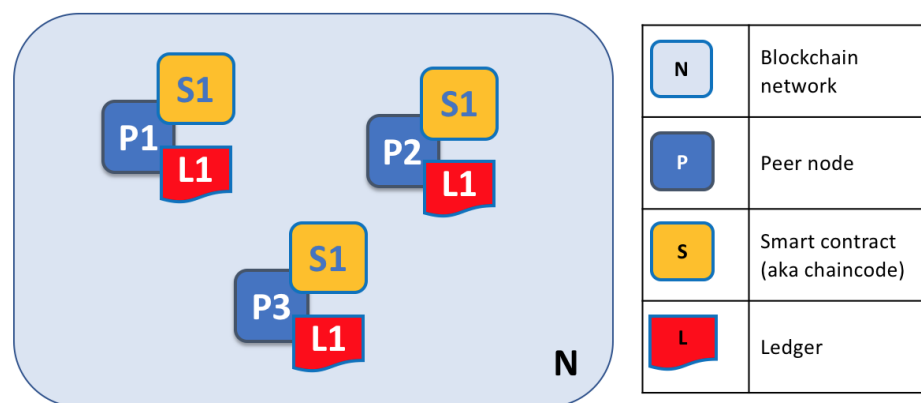 S1
P1
L1
S1
P2
L1
S1
P3
L1
N
N
Blockchain
network
P
Peer node
S
Smart contract
(aka chaincode)
L
Ledger